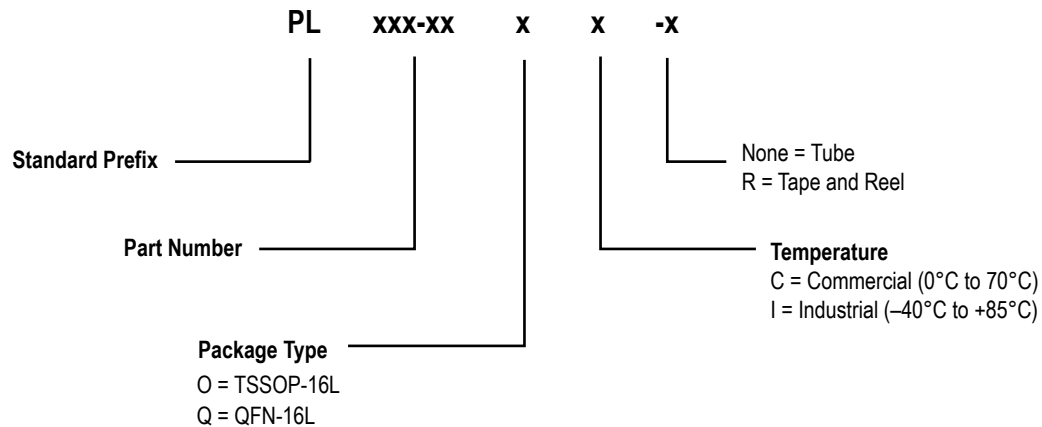 PL xxx-xx x x -x
Standard Prefix
None = Tube
R = Tape and Reel
Part Number
Temperature
C = Commercial (0°C to 70°C)
I = Industrial (–40°C to +85°C)
Package Type
O = TSSOP-16L
Q = QFN-16L